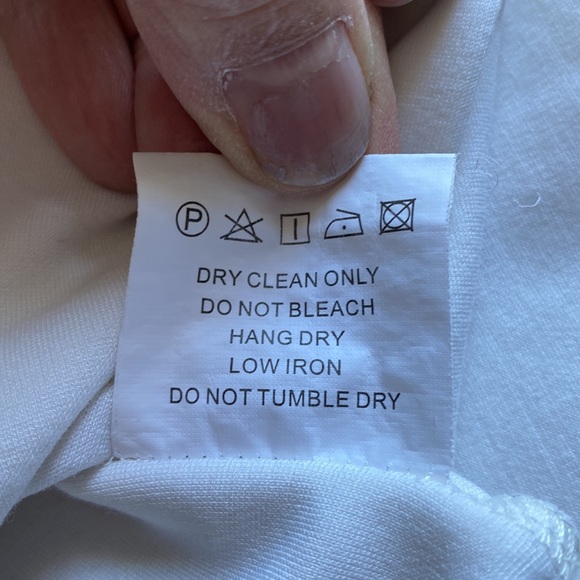 P
DRY CLEAN ONLY
DO NOT BLEACH
HANG DRY
LOW IRON
DO NOT TUMBLE DRY